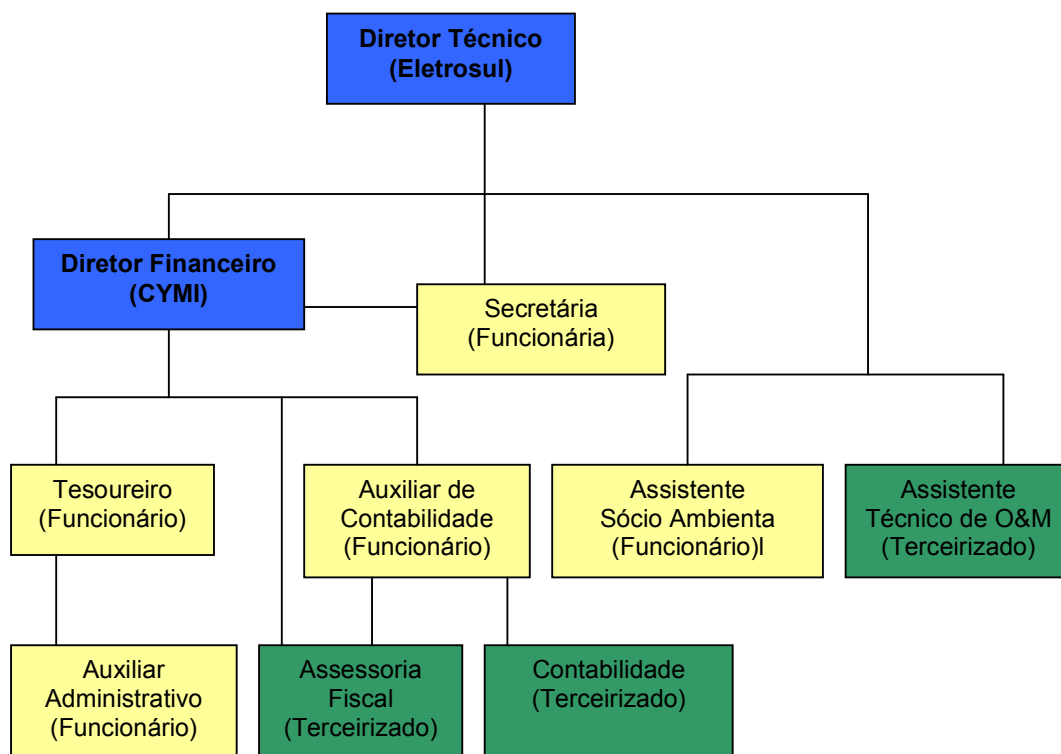 Diretor Técnico
(Eletrosul)
Diretor Financeiro
(CYMI)
Secretária
(Funcionária)
Tesoureiro
(Funcionário)
Auxiliar de
Contabilidade
(Funcionário)
Assistente
Sócio Ambienta
(Funcionário)l
Assistente
Técnico de O&M
(Terceirizado)
Auxiliar
Administrativo
(Funcionário)
Assessoria
Fiscal
(Terceirizado)
Contabilidade
(Terceirizado)